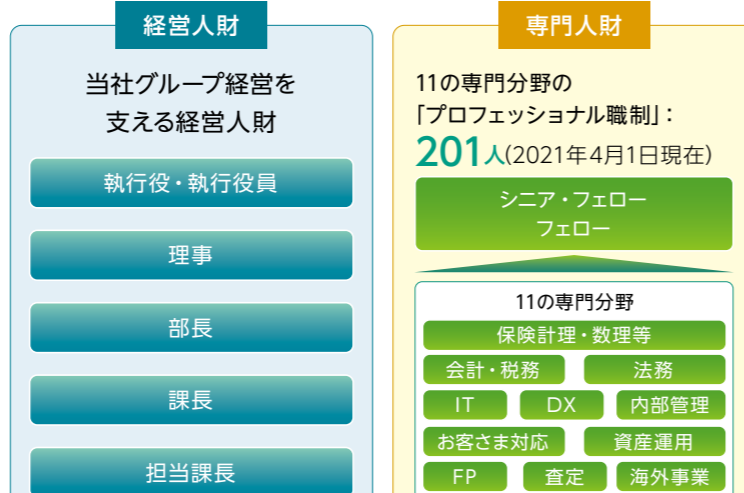 経営人財
当社グループ経営を
支える経営人財
執行役・執行役員
理事
部長
課長
担当課長
専門人財
11の専門分野の
「プロフェッショナル職制」：
201人(2021年4月1日現在)
シニア・フェロー
フェロー
11の専門分野
保険計理・数理等
会計・税務 法務
IT DX 内部管理
お客さま対応 資産運用
FP 査定 海外事業